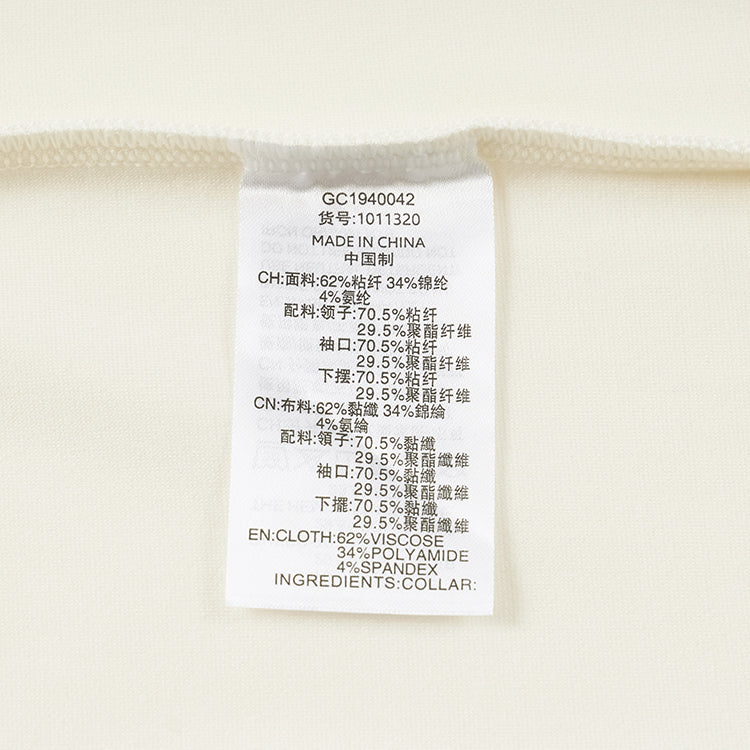 GC1940042
货号:1011320
MADE IN CHINA
中国制
CH:面料:62%粘纤 34%锦纶
4%氨纶
配料:领子:70.5%粘纤
29.5%聚酯纤维
袖口:70.5%粘纤
29.5%聚酯纤维
下摆:70.5%粘纤
29.5%聚酯纤维
CN:布料:62%黏纖 34%錦綸
4%氨綸
配料:領子:70.5%黏纖
29.5%聚酯纖維
袖口:70.5%黏纖
29.5%聚酯纖維
下擺:70.5%黏纖
29.5%聚酯纖維
EN:CLOTH:62%VISCOSE
34%POLYAMIDE
4%SPANDEX
INGREDIENTS:COLLAR: